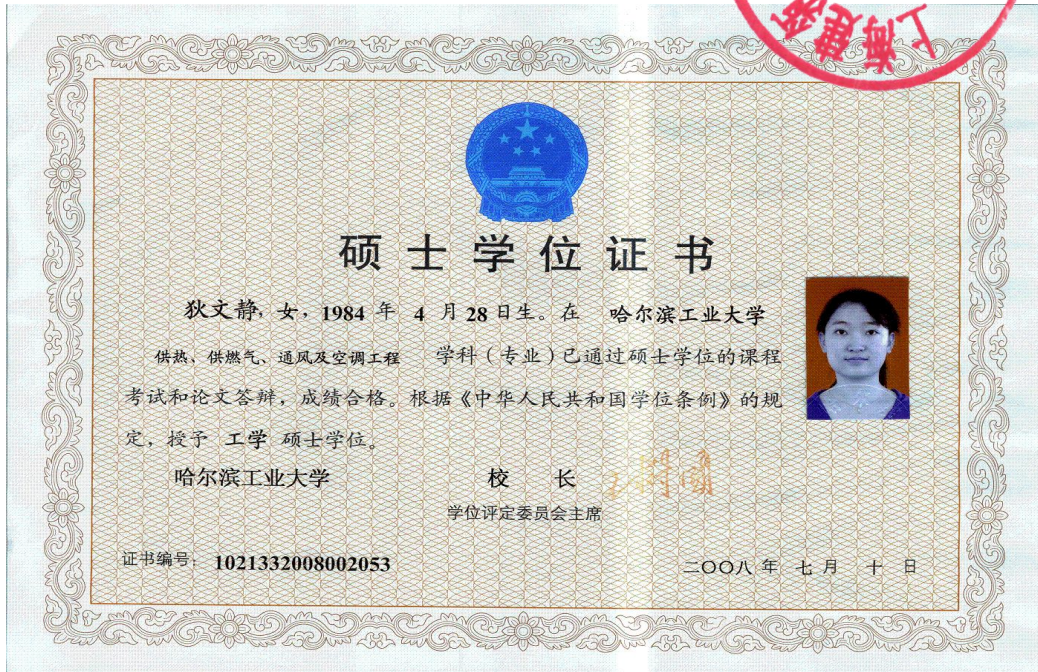 上海建
硕士学位证书
狄文静, 女, 1984 年 4 月 28 日生。在 哈尔滨工业大学
供热、供燃气、通风及空调工程 学科(专业)已通过硕士学位的课程
考试和论文答辩, 成绩合格。根据《中华人民共和国学位条例》的规
定, 授予 工学 硕士学位。
哈尔滨工业大学 校 长
学位评定委员会主席
证书编号: 1021332008002053 二〇〇八 年 七 月 十 日